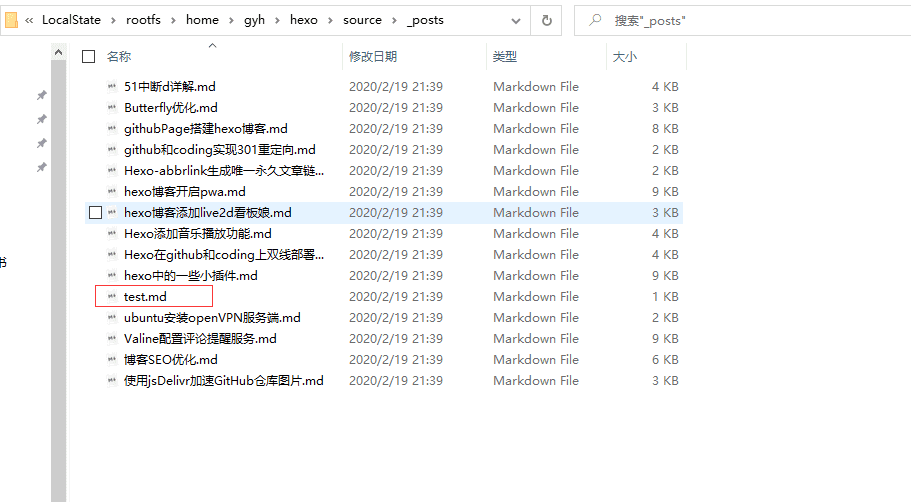 « LocalState › rootfs › home › gyh › hexo › source › _posts 搜索"_posts"
名称 修改日期 类型 大小
51中断d详解.md 2020/2/19 21:39 Markdown File 4 KB
Butterfly优化.md 2020/2/19 21:39 Markdown File 3 KB
githubPage搭建hexo博客.md 2020/2/19 21:39 Markdown File 8 KB
github和coding实现301重定向.md 2020/2/19 21:39 Markdown File 2 KB
Hexo-abbrlink生成唯一永久文章链... 2020/2/19 21:39 Markdown File 2 KB
hexo博客开启pwa.md 2020/2/19 21:39 Markdown File 9 KB
hexo博客添加live2d看板娘.md 2020/2/19 21:39 Markdown File 3 KB
Hexo添加音乐播放功能.md 2020/2/19 21:39 Markdown File 4 KB
Hexo在github和coding上双线部署... 2020/2/19 21:39 Markdown File 4 KB
hexo中的一些小插件.md 2020/2/19 21:39 Markdown File 9 KB
test.md 2020/2/19 21:39 Markdown File 1 KB
ubuntu安装openVPN服务端.md 2020/2/19 21:39 Markdown File 2 KB
Valine配置评论提醒服务.md 2020/2/19 21:39 Markdown File 9 KB
博客SEO优化.md 2020/2/19 21:39 Markdown File 6 KB
使用jsDelivr加速GitHub仓库图片.md 2020/2/19 21:39 Markdown File 3 KB